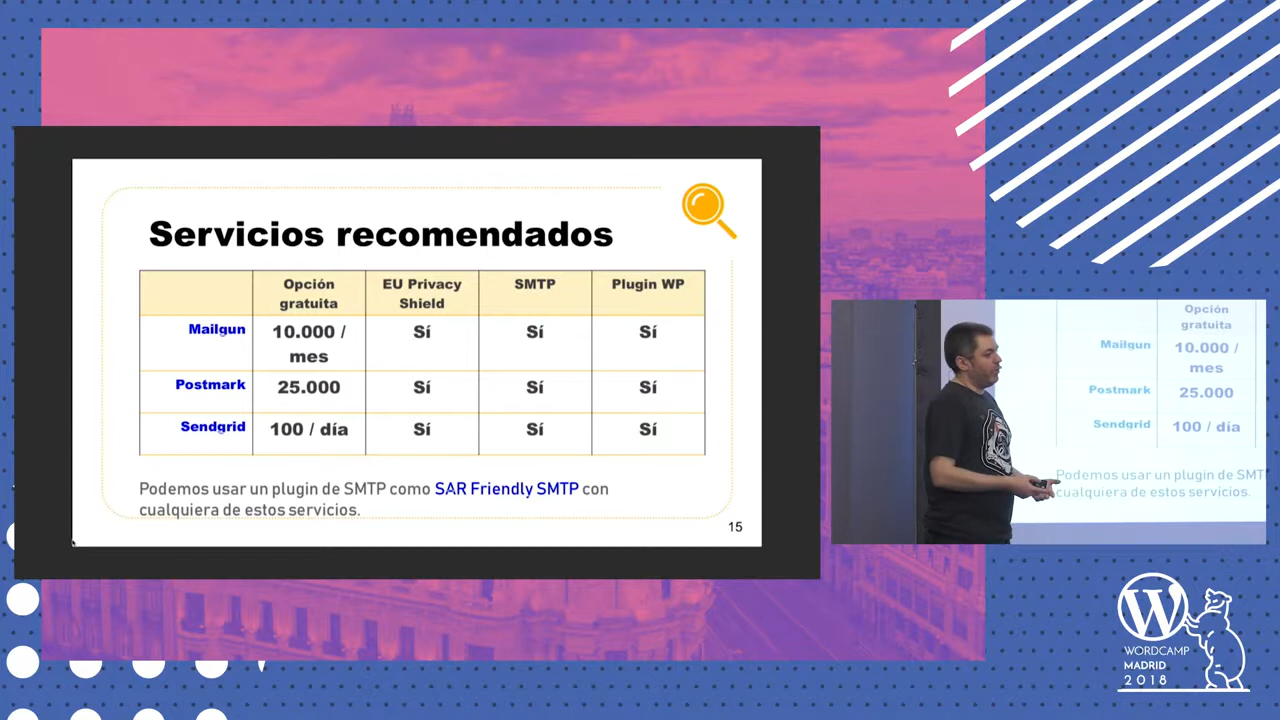 Servicios recomendados
Opción gratuita EU Privacy Shield SMTP Plugin WP
Mailgun 10.000 / mes Sí Sí Sí
Postmark 25.000 Sí Sí Sí
Sendgrid 100 / día Sí Sí Sí
Podemos usar un plugin de SMTP como SAR Friendly SMTP con
cualquiera de estos servicios.
15
Opción
gratuita
Mailgun 10.000 /
mes
Postmark 25.000
Sendgrid 100 / día
Podemos usar un plugin de SMT
cualquiera de estos servicios.
W
WORDCAMP
MADRID
2018